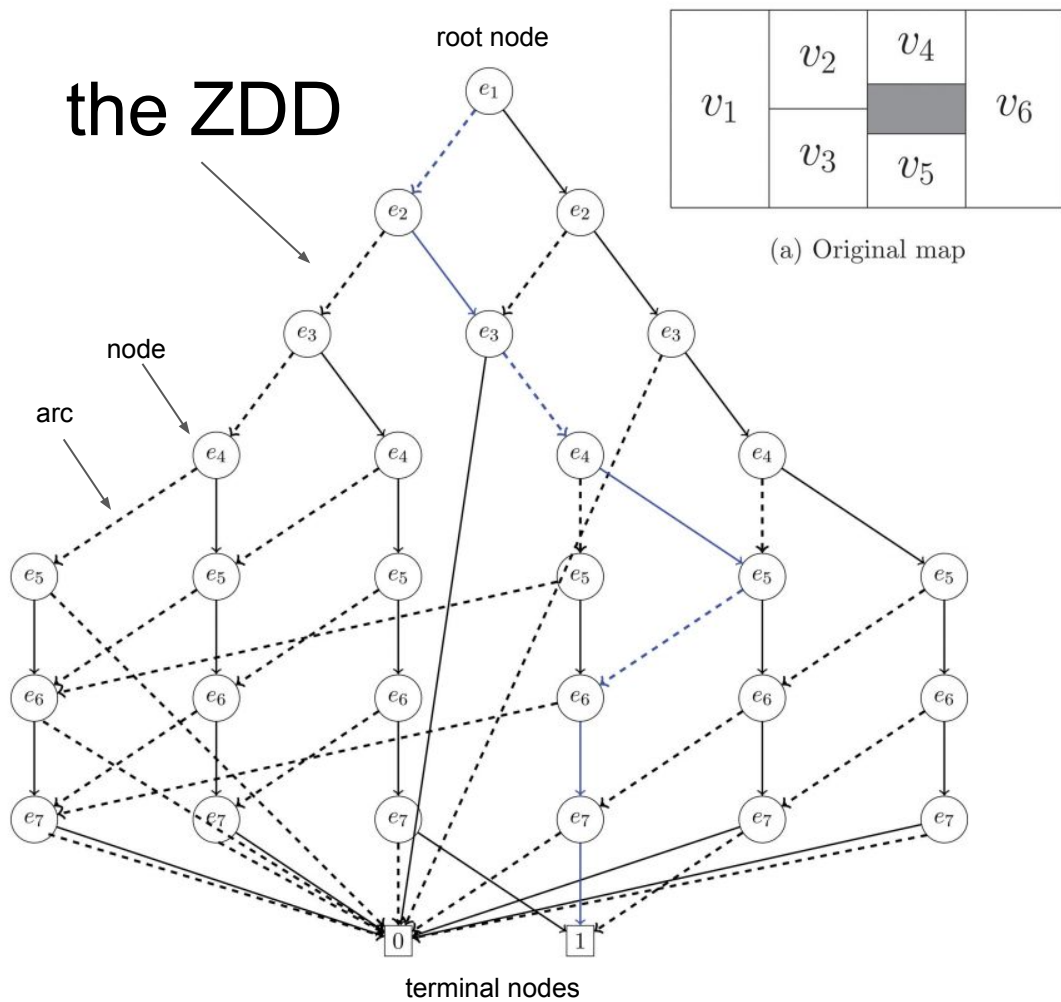 root node
the ZDD
e1
v1 v2 v4 v6
v3 v5
(a) Original map
e2 e2
e3 e3 e3
node
arc
e4 e4 e4 e4
e5 e5 e5 e5 e5 e5
e6 e6 e6 e6 e6 e6
e7 e7 e7 e7 e7 e7
0 1
terminal nodes